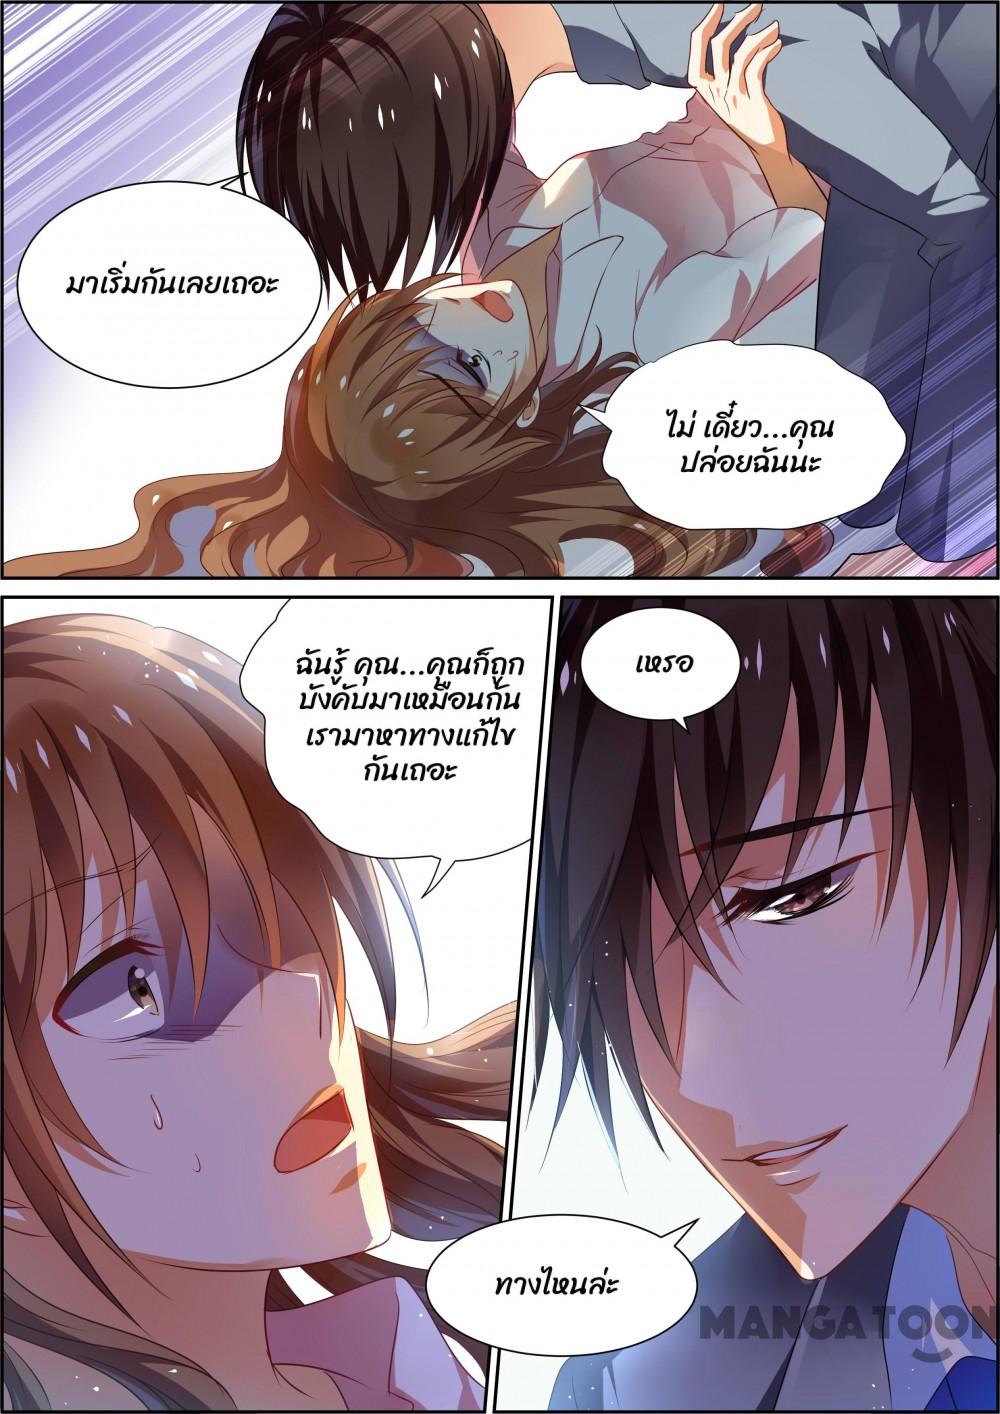 มาเริ่มกันเลยเถอะ
ไม่ เดี๋ยว...คุณ
ปล่อยฉันนะ
ฉันรู้ คุณ...คุณก็ถูก
บังคับมาเหมือนกัน
เรามาหาทางแก้ไข
กันเถอะ
เหรอ
ทางไหนล่ะ
MANGATOON